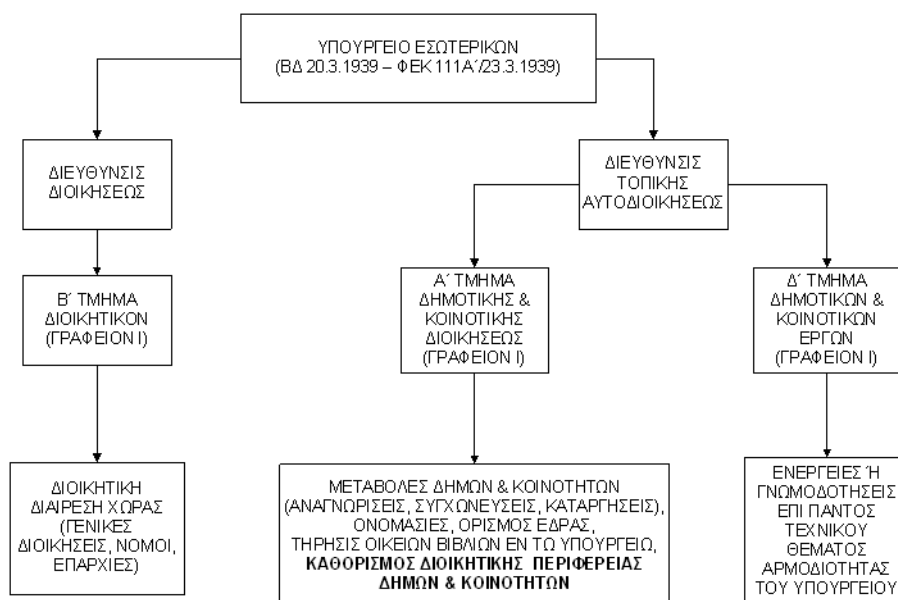 ΥΠΟΥΡΓΕΙΟ ΕΣΩΤΕΡΙΚΩΝ
(ΒΔ 20.3.1939 – ΦΕΚ 111Α΄/23.3.1939)
ΔΙΕΥΘΥΝΣΙΣ
ΔΙΟΙΚΗΣΕΩΣ
ΔΙΕΥΘΥΝΣΙΣ
ΤΟΠΙΚΗΣ
ΑΥΤΟΔΙΟΙΚΗΣΕΩΣ
Β΄ ΤΜΗΜΑ
ΔΙΟΙΚΗΤΙΚΟΝ
(ΓΡΑΦΕΙΟΝ Ι)
Α΄ ΤΜΗΜΑ
ΔΗΜΟΤΙΚΗΣ &
ΚΟΙΝΟΤΙΚΗΣ
ΔΙΟΙΚΗΣΕΩΣ
(ΓΡΑΦΕΙΟΝ Ι)
Δ΄ ΤΜΗΜΑ
ΔΗΜΟΤΙΚΩΝ &
ΚΟΙΝΟΤΙΚΩΝ
ΕΡΓΩΝ
(ΓΡΑΦΕΙΟΝ Ι)
ΔΙΟΙΚΗΤΙΚΗ
ΔΙΑΙΡΕΣΗ ΧΩΡΑΣ
(ΓΕΝΙΚΕΣ
ΔΙΟΙΚΗΣΕΙΣ, ΝΟΜΟΙ,
ΕΠΑΡΧΙΕΣ)
ΜΕΤΑΒΟΛΕΣ ΔΗΜΩΝ & ΚΟΙΝΟΤΗΤΩΝ
(ΑΝΑΓΝΩΡΙΣΕΙΣ, ΣΥΓΧΩΝΕΥΣΕΙΣ, ΚΑΤΑΡΓΗΣΕΙΣ),
ΟΝΟΜΑΣΙΕΣ, ΟΡΙΣΜΟΣ ΕΔΡΑΣ,
ΤΗΡΗΣΙΣ ΟΙΚΕΙΩΝ ΒΙΒΛΙΩΝ ΕΝ ΤΩ ΥΠΟΥΡΓΕΙΩ,
ΚΑΘΟΡΙΣΜΟΣ ΔΙΟΙΚΗΤΙΚΗΣ ΠΕΡΙΦΕΡΕΙΑΣ
ΔΗΜΩΝ & ΚΟΙΝΟΤΗΤΩΝ
ΕΝΕΡΓΕΙΕΣ Ή
ΓΝΩΜΟΔΟΤΗΣΕΙΣ
ΕΠΙ ΠΑΝΤΟΣ
ΤΕΧΝΙΚΟΥ
ΘΕΜΑΤΟΣ
ΑΡΜΟΔΙΟΤΗΤΑΣ
ΤΟΥ ΥΠΟΥΡΓΕΙΟΥ